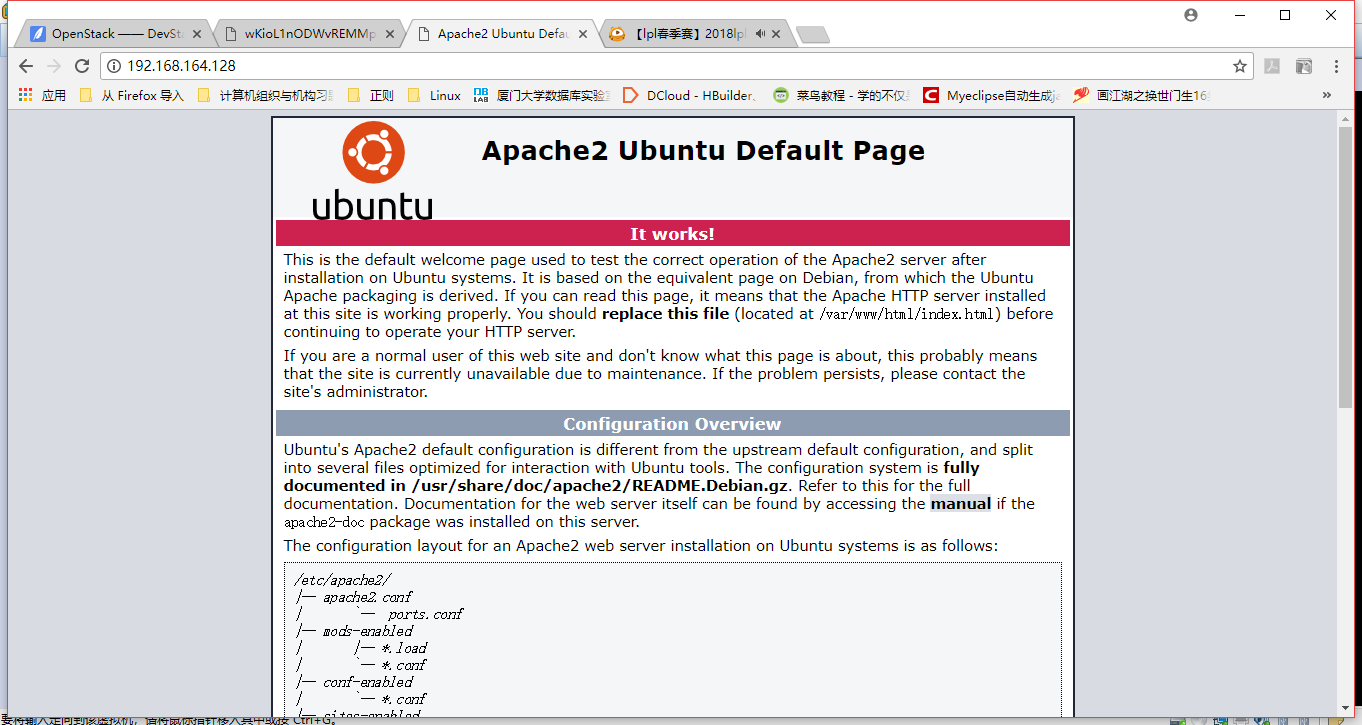 OpenStack —— DevSt
wKioL1nODWvREMMp
Apache2 Ubuntu Defau
【lpl春季赛】2018lpl
192.168.164.128
应用
从 Firefox 导入
计算机组织与机构习
正则
Linux
DB LAB
厦门大学数据库实验
DCloud - HBuilder
菜鸟教程 - 学的不仅
Myeclipse自动生成ja
画江湖之换世门生16
»
ubuntu
Apache2 Ubuntu Default Page
It works!
This is the default welcome page used to test the correct operation of the Apache2 server after
installation on Ubuntu systems. It is based on the equivalent page on Debian, from which the Ubuntu
Apache packaging is derived. If you can read this page, it means that the Apache HTTP server installed
at this site is working properly. You should replace this file (located at /var/www/html/index.html) before
continuing to operate your HTTP server.
If you are a normal user of this web site and don't know what this page is about, this probably means
that the site is currently unavailable due to maintenance. If the problem persists, please contact the
site's administrator.
Configuration Overview
Ubuntu's Apache2 default configuration is different from the upstream default configuration, and split
into several files optimized for interaction with Ubuntu tools. The configuration system is fully
documented in /usr/share/doc/apache2/README.Debian.gz. Refer to this for the full
documentation. Documentation for the web server itself can be found by accessing the manual if the
apache2-doc package was installed on this server.
The configuration layout for an Apache2 web server installation on Ubuntu systems is as follows:
/etc/apache2/
|-- apache2.conf
|       `--  ports.conf
|-- mods-enabled
|       |-- *.load
|       `-- *.conf
|-- conf-enabled
|       `-- *.conf
|-- sites-enabled
要将输入定向到该虚拟机，请将鼠标指针移入其中或按 Ctrl+G。